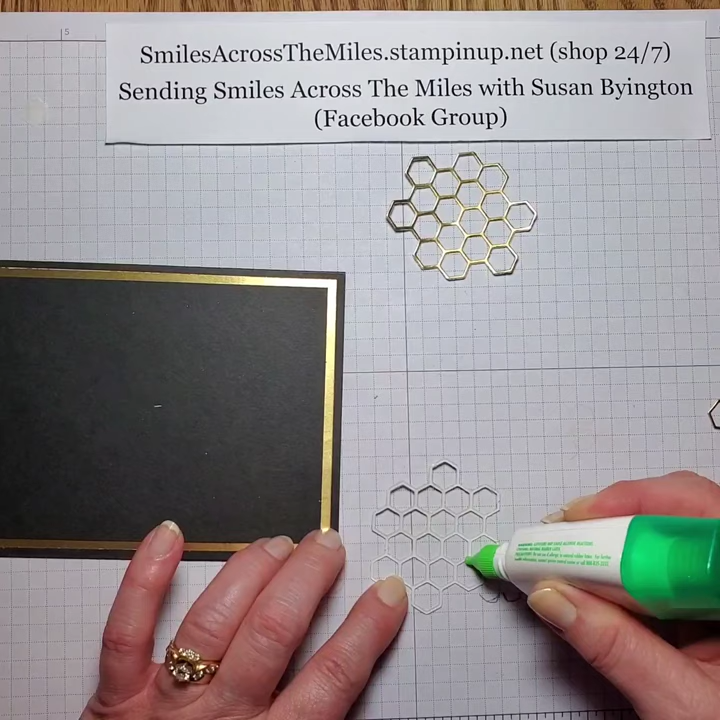 SmilesAcrossTheMiles.stampinup.net (shop 24/7)
Sending Smiles Across The Miles with Susan Byington
(Facebook Group)
5